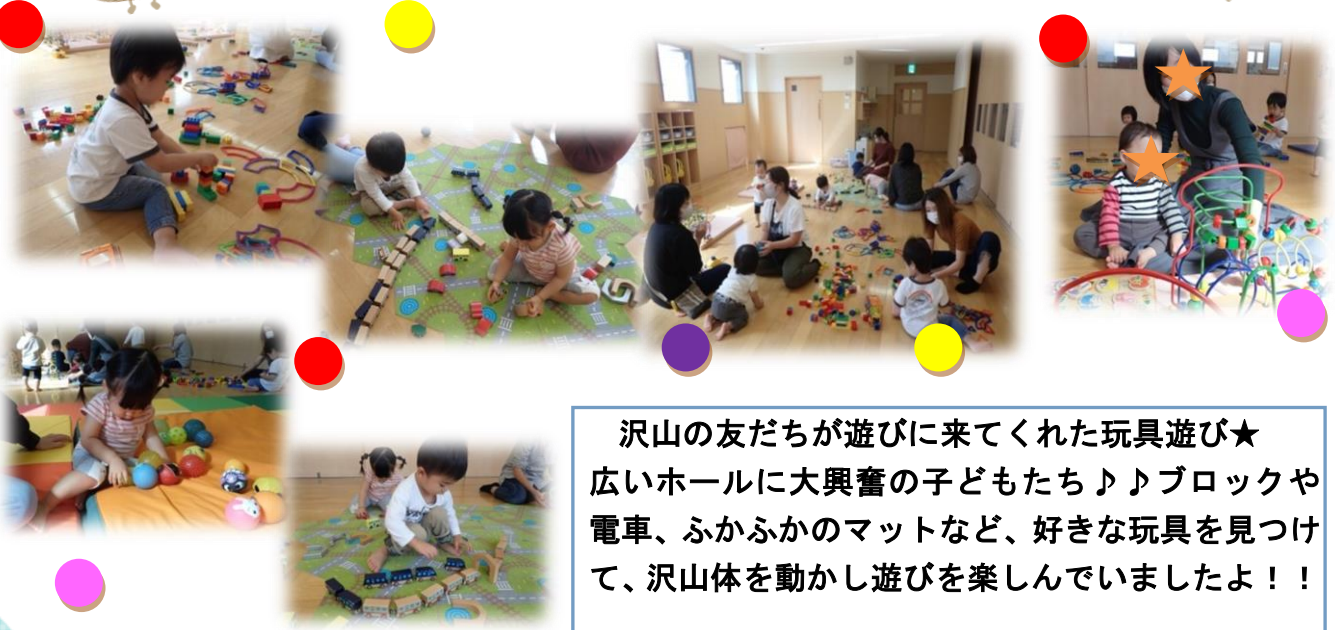 沢山の友だちが遊びに来てくれた玩具遊び★
広いホールに大興奮の子どもたち♪♪ブロックや
電車、ふかふかのマットなど、好きな玩具を見つけ
て、沢山体を動かし遊びを楽しんでいましたよ！！